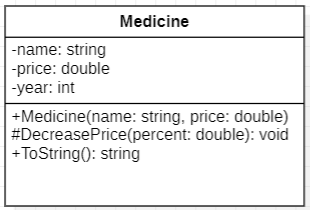 Medicine
-name: string
-price: double
-year: int
+Medicine(name: string, price: double)
#DecreasePrice(percent: double): void
+ToString(): string